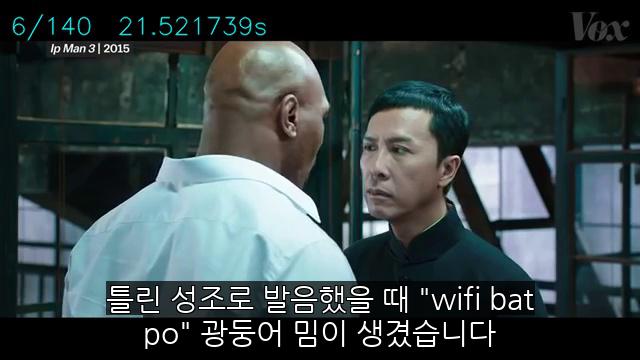 6/140 21.521739s
Ip Man 3 | 2015
Vox
틀린 성조로 발음했을 때 "wifi bat
po" 광둥어 밈이 생겼습니다